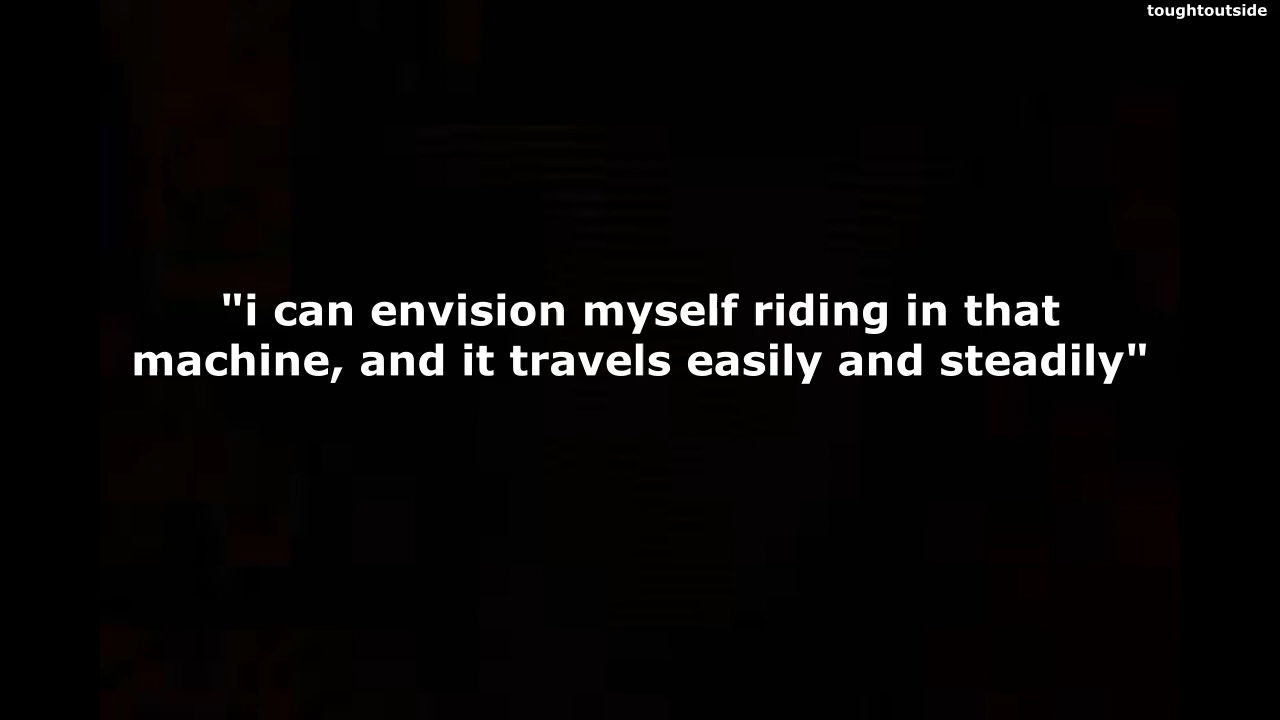 toughtoutside
"i can envision myself riding in that
machine, and it travels easily and steadily"